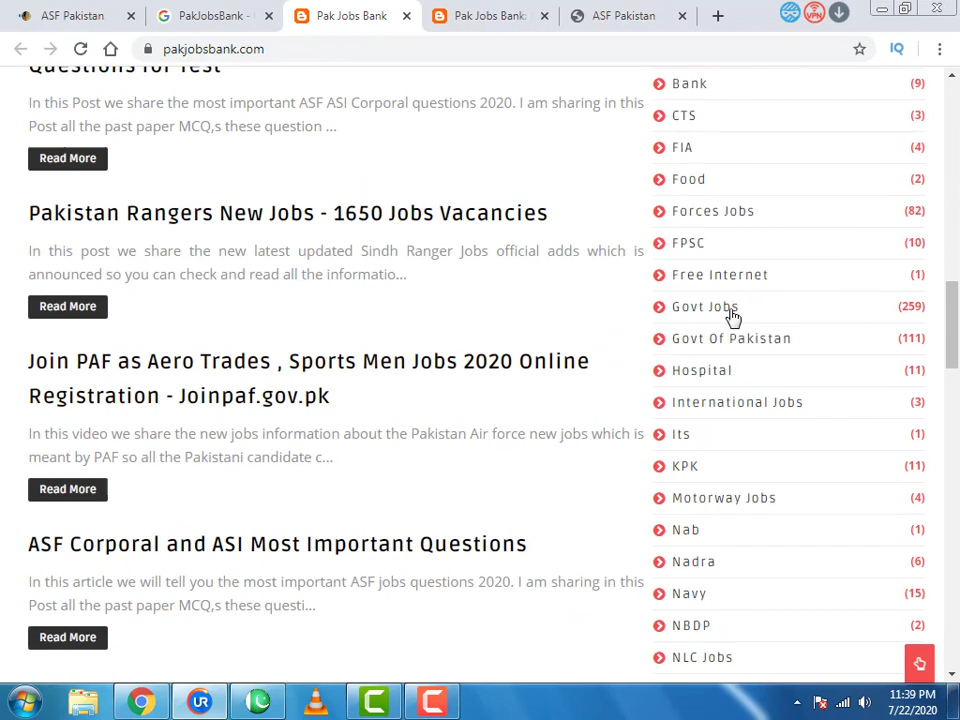 ASF Pakistan
PakJobsBank -
Pak Jobs Bank
Pak Jobs Bank:
ASF Pakistan
VPN
pakjobsbank.com
IQ
Questions for Test
In this Post we share the most important ASF ASI Corporal questions 2020. I am sharing in this
Post all the past paper MCQ,s these question ...
Read More
Pakistan Rangers New Jobs - 1650 Jobs Vacancies
In this post we share the new latest updated Sindh Ranger Jobs official adds which is
announced so you can check and read all the informatio...
Read More
Join PAF as Aero Trades , Sports Men Jobs 2020 Online
Registration - Joinpaf.gov.pk
In this video we share the new jobs information about the Pakistan Air force new jobs which is
meant by PAF so all the Pakistani candidate c...
Read More
ASF Corporal and ASI Most Important Questions
In this article we will tell you the most important ASF jobs questions 2020. I am sharing in this
Post all the past paper MCQ,s these questi...
Read More
Bank (9)
CTS (3)
FIA (4)
Food (2)
Forces Jobs (82)
FPSC (10)
Free Internet (1)
Govt Jobs (259)
Govt Of Pakistan (111)
Hospital (11)
International Jobs (3)
Its (1)
KPK (11)
Motorway Jobs (4)
Nab (1)
Nadra (6)
Navy (15)
NBDP (2)
NLC Jobs
UR
11:39 PM
7/22/2020